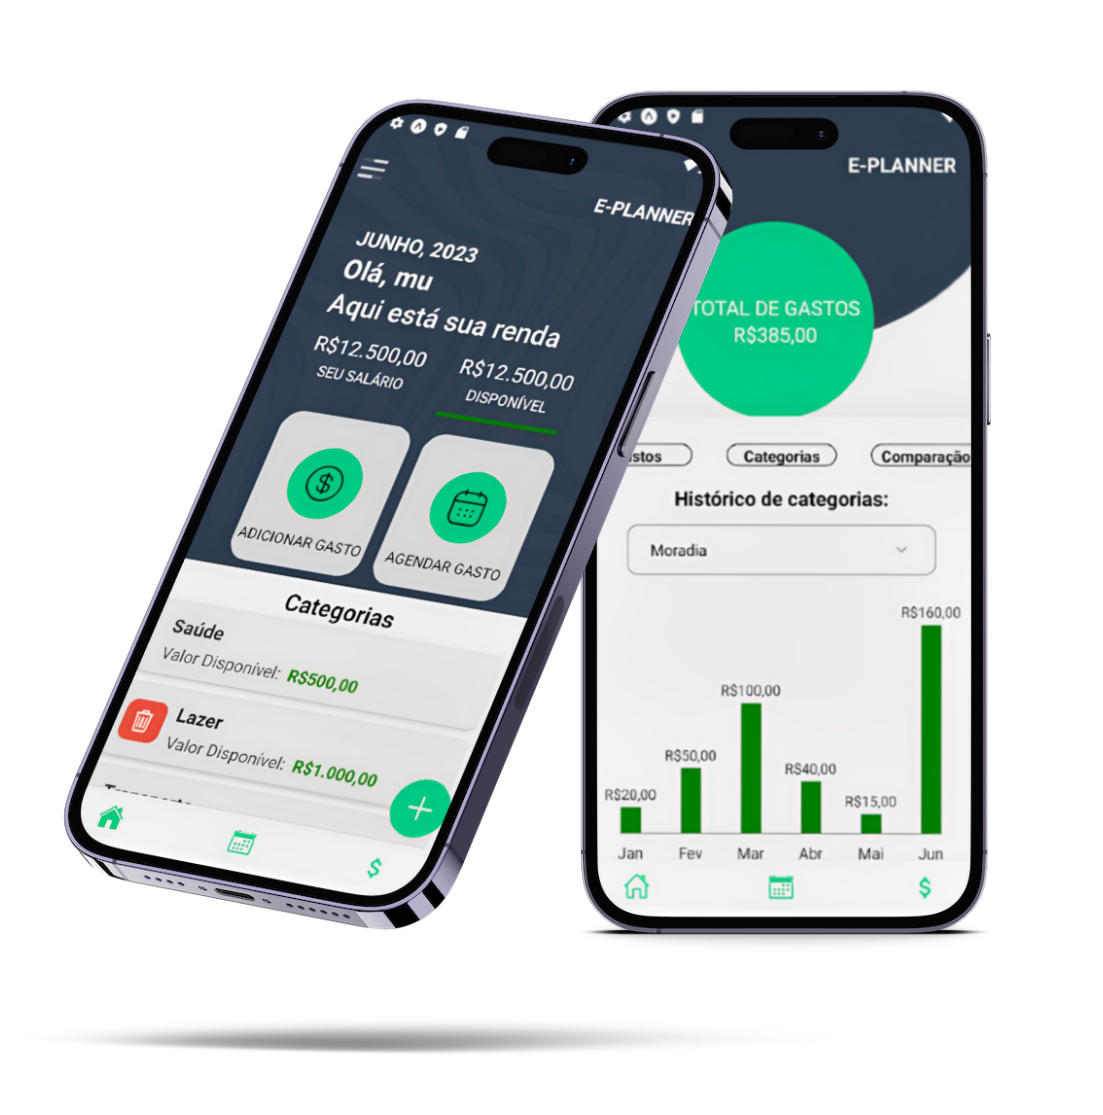 E-PLANNER
JUNHO, 2023
Olá, mu
Aqui está sua renda
R$12.500,00
SEU SALÁRIO
R$12.500,00
DISPONÍVEL
ADICIONAR GASTO
AGENDAR GASTO
Categorias
Saúde
Valor Disponível: R$500,00
Lazer
Valor Disponível: R$1.000,00
E-PLANNER
TOTAL DE GASTOS
R$385,00
Categorias
Comparação
Histórico de categorias:
Moradia
R$160,00
R$100,00
R$50,00
R$40,00
R$20,00
R$15,00
Jan Fev Mar Abr Mai Jun